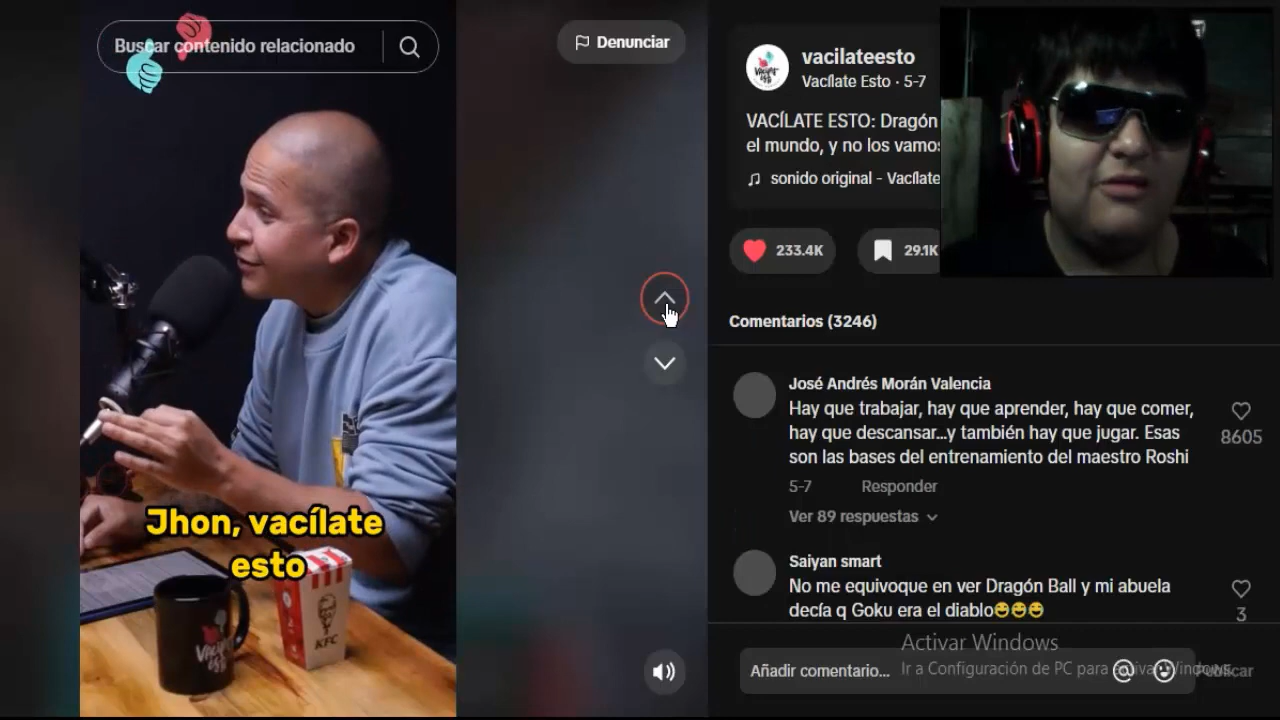 Buscar contenido relacionado
Denunciar
Jhon, vacílate
esto
KFC
vacilateesto
Vacílate Esto · 5-7
VACÍLATE ESTO: Dragón
el mundo, y no los vamos
sonido original - Vacílate
233.4K
29.1K
Comentarios (3246)
José Andrés Morán Valencia
Hay que trabajar, hay que aprender, hay que comer,
hay que descansar...y también hay que jugar. Esas
son las bases del entrenamiento del maestro Roshi
8605
5-7 Responder
Ver 89 respuestas
Saiyan smart
No me equivoque en ver Dragón Ball y mi abuela
decía q Goku era el diablo😂😂😂
3
Activar Windows
Ir a Configuración de PC para activar Windows.
Añadir comentario...
Publicar